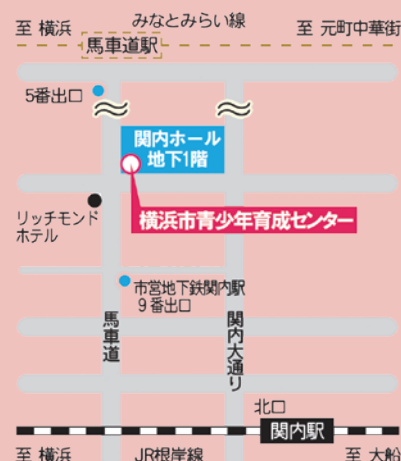 みなとみらい線
至 横浜
至 元町中華街
馬車道駅
5番出口
関内ホール
地下1階
リッチモンド
ホテル
横浜市青少年育成センター
市営地下鉄関内駅
9番出口
馬車道
関内大通り
北口
関内駅
至 横浜
JR根岸線
至 大船